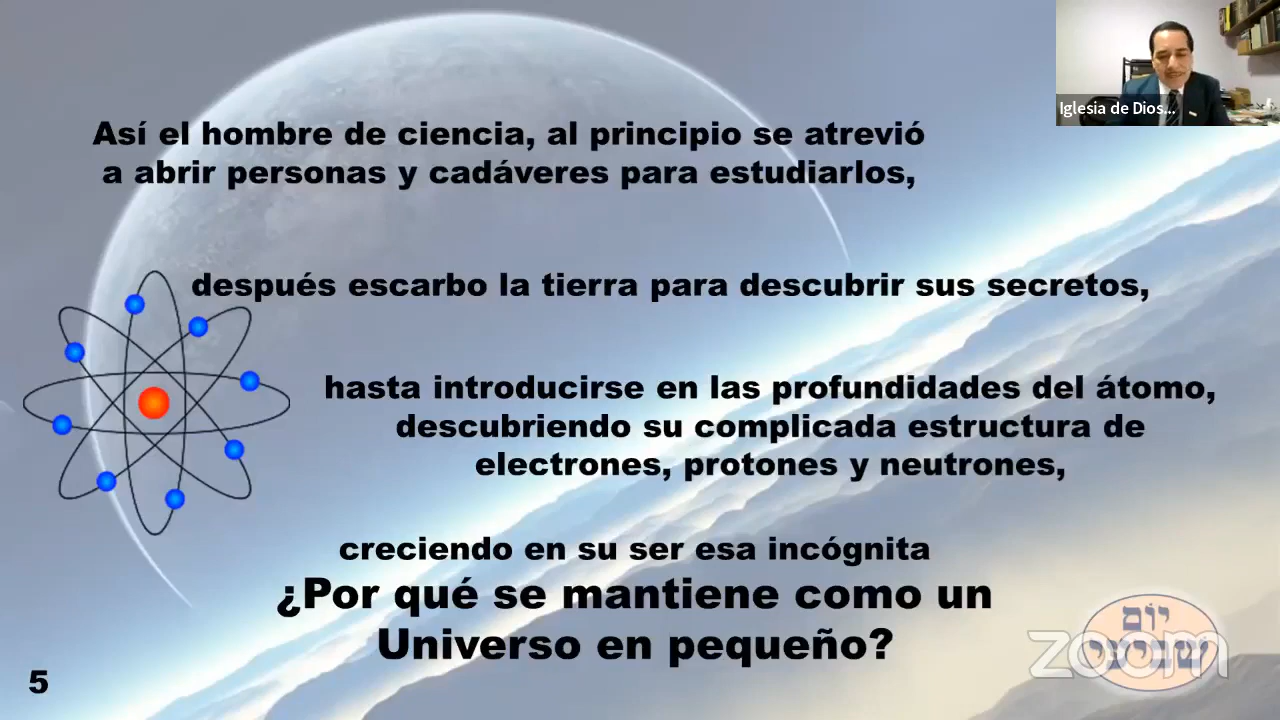 Iglesia de Dios...
Así el hombre de ciencia, al principio se atrevió
a abrir personas y cadáveres para estudiarlos,
después escarbo la tierra para descubrir sus secretos,
hasta introducirse en las profundidades del átomo,
descubriendo su complicada estructura de
electrones, protones y neutrones,
creciendo en su ser esa incógnita
¿Por qué se mantiene como un
Universo en pequeño?
יוֹם
שביעי
zoom
5